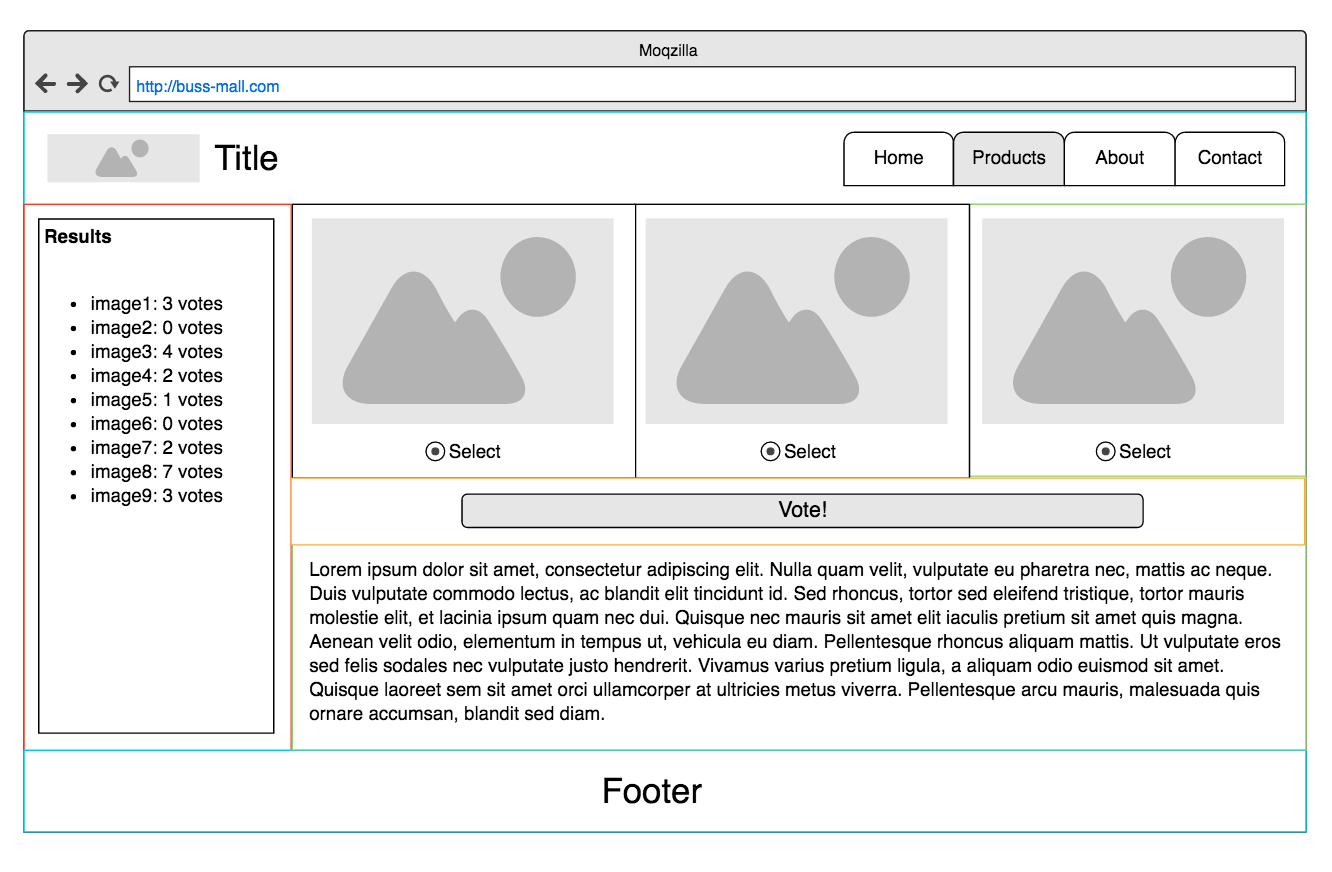 Moqzilla
http://buss-mall.com
Title
Home
Products
About
Contact
Results
• image1: 3 votes
• image2: 0 votes
• image3: 4 votes
• image4: 2 votes
• image5: 1 votes
• image6: 0 votes
• image7: 2 votes
• image8: 7 votes
• image9: 3 votes
Select
Select
Select
Vote!
Lorem ipsum dolor sit amet, consectetur adipiscing elit. Nulla quam velit, vulputate eu pharetra nec, mattis ac neque.
Duis vulputate commodo lectus, ac blandit elit tincidunt id. Sed rhoncus, tortor sed eleifend tristique, tortor mauris
molestie elit, et lacinia ipsum quam nec dui. Quisque nec mauris sit amet elit iaculis pretium sit amet quis magna.
Aenean velit odio, elementum in tempus ut, vehicula eu diam. Pellentesque rhoncus aliquam mattis. Ut vulputate eros
sed felis sodales nec vulputate justo hendrerit. Vivamus varius pretium ligula, a aliquam odio euismod sit amet.
Quisque laoreet sem sit amet orci ullamcorper at ultricies metus viverra. Pellentesque arcu mauris, malesuada quis
ornare accumsan, blandit sed diam.
Footer